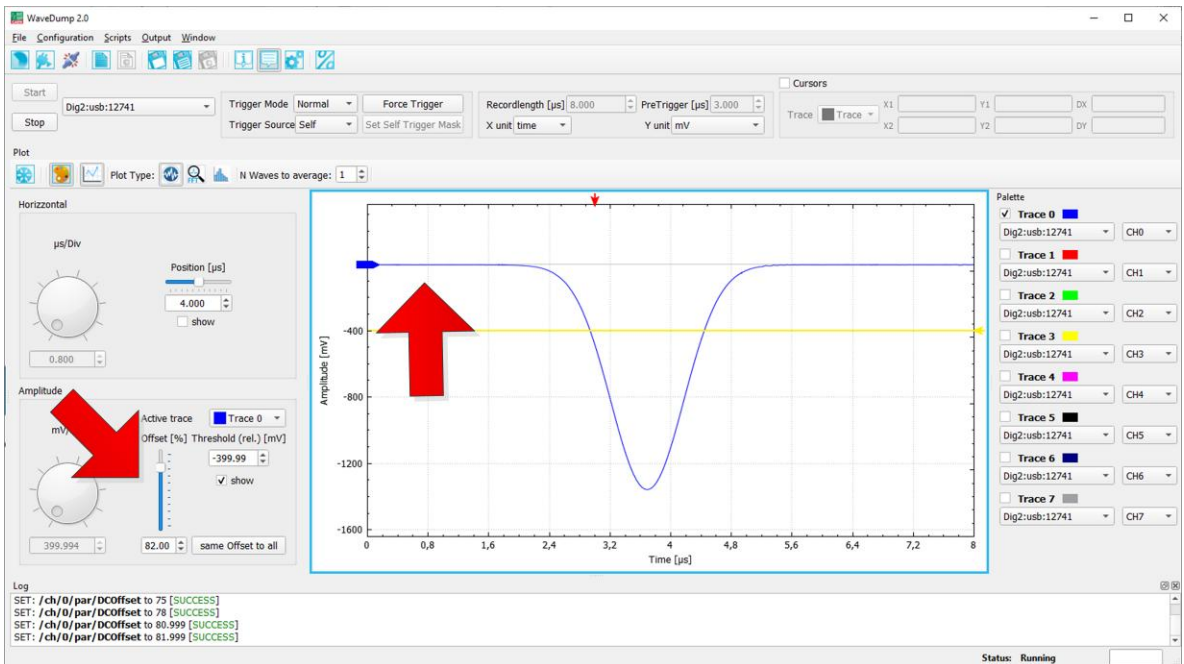 WaveDump 2.0
File Configuration Scripts Output Window
Start
Stop
Dig2:usb:12741
Trigger Mode Normal Force Trigger
Trigger Source Self Set Self Trigger Mask
Recordlength [µs] 8.000 PreTrigger [µs] 3.000
X unit time Y unit mV
Cursors
Trace Trace
X1 Y1 DX
X2 Y2 DY
Plot
Plot Type: FFT N Waves to average: 1
Horizzontal
µs/Div
Position [µs]
4.000
show
0.800
Amplitude
mV/
Active trace Trace 0
Offset [%] Threshold (rel.) [mV]
-399.99
show
399.994 82.00 same Offset to all
Amplitude [mV]
-400
-800
-1200
-1600
0 0,8 1,6 2,4 3,2 4 4,8 5,6 6,4 7,2 8
Time [µs]
Palette
Trace 0
Dig2:usb:12741 CH0
Trace 1
Dig2:usb:12741 CH1
Trace 2
Dig2:usb:12741 CH2
Trace 3
Dig2:usb:12741 CH3
Trace 4
Dig2:usb:12741 CH4
Trace 5
Dig2:usb:12741 CH5
Trace 6
Dig2:usb:12741 CH6
Trace 7
Dig2:usb:12741 CH7
Log
SET: /ch/0/par/DCOffset to 75 [SUCCESS]
SET: /ch/0/par/DCOffset to 78 [SUCCESS]
SET: /ch/0/par/DCOffset to 80.999 [SUCCESS]
SET: /ch/0/par/DCOffset to 81.999 [SUCCESS]
Status: Running